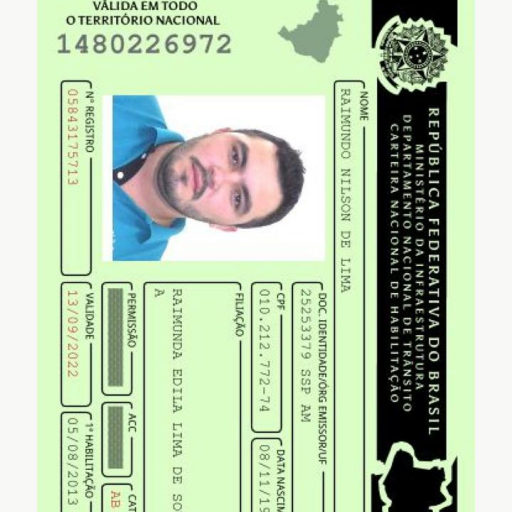 VÁLIDA EM TODO
O TERRITÓRIO NACIONAL
1480226972
REPÚBLICA FEDERATIVA DO BRASIL
MINISTÉRIO DA INFRAESTRUTURA
DEPARTAMENTO NACIONAL DE TRÂNSITO
CARTEIRA NACIONAL DE HABILITAÇÃO
NOME
RAIMUNDO NILSON DE LIMA
DOC. IDENTIDADE/ÓRG EMISSOR/UF
25253379 SSP AM
CPF
010.212.772-74
DATA NASCIM
08/11/19
FILIAÇÃO
RAIMUNDA EDILA LIMA DE SO
A
PERMISSÃO
ACC
CAT
AB
Nº REGISTRO
05843175713
VALIDADE
13/09/2022
1ª HABILITAÇÃO
05/08/2013